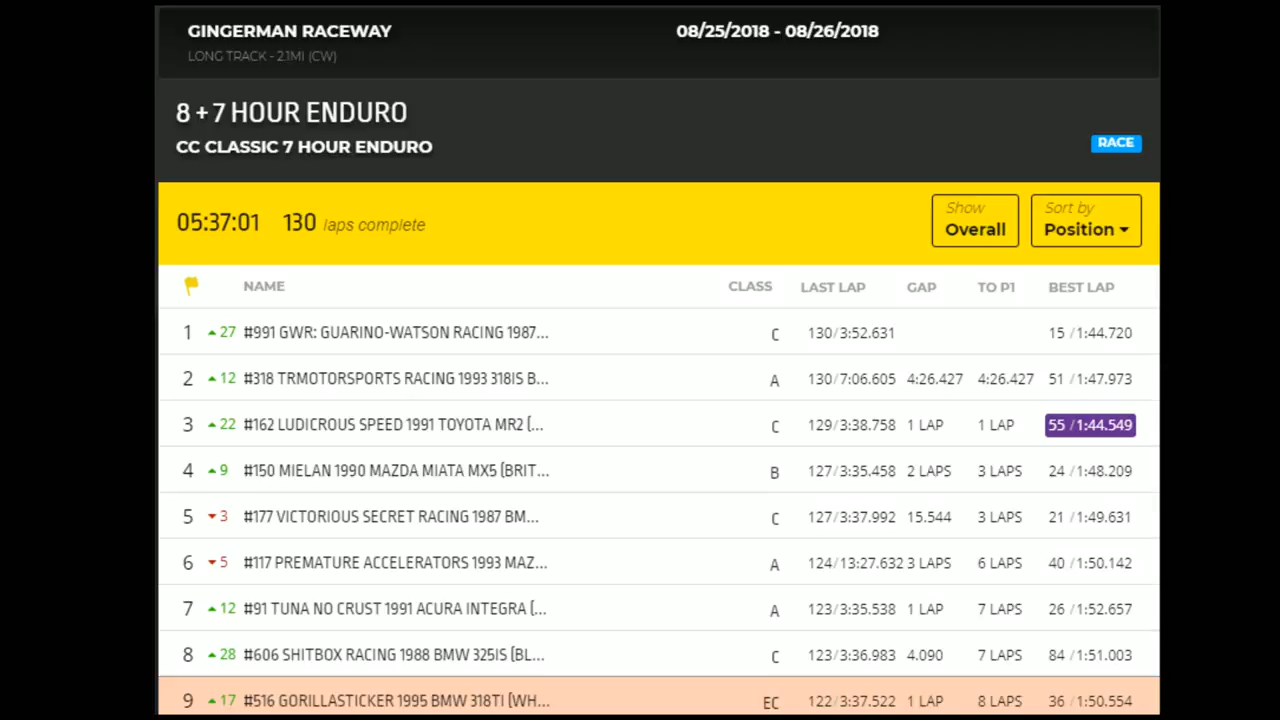 GINGERMAN RACEWAY 08/25/2018 - 08/26/2018
LONG TRACK - 2.1MI (CW)
8 + 7 HOUR ENDURO
CC CLASSIC 7 HOUR ENDURO RACE
05:37:01 130 laps complete Show Overall Sort by Position
NAME CLASS LAST LAP GAP TO P1 BEST LAP
1 27 #991 GWR: GUARINO-WATSON RACING 1987... C 130/3:52.631 15 /1:44.720
2 12 #318 TRMOTORSPORTS RACING 1993 318IS B... A 130/7:06.605 4:26.427 4:26.427 51 /1:47.973
3 22 #162 LUDICROUS SPEED 1991 TOYOTA MR2 (... C 129/3:38.758 1 LAP 1 LAP 55 /1:44.549
4 9 #150 MIELAN 1990 MAZDA MIATA MX5 (BRIT... B 127/3:35.458 2 LAPS 3 LAPS 24 /1:48.209
5 3 #177 VICTORIOUS SECRET RACING 1987 BM... C 127/3:37.992 15.544 3 LAPS 21 /1:49.631
6 5 #117 PREMATURE ACCELERATORS 1993 MAZ... A 124/13:27.632 3 LAPS 6 LAPS 40 /1:50.142
7 12 #91 TUNA NO CRUST 1991 ACURA INTEGRA (... A 123/3:35.538 1 LAP 7 LAPS 26 /1:52.657
8 28 #606 SHITBOX RACING 1988 BMW 325IS (BL... C 123/3:36.983 4.090 7 LAPS 84 /1:51.003
9 17 #516 GORILLASTICKER 1995 BMW 318TI (WH... EC 122/3:37.522 1 LAP 8 LAPS 36 /1:50.554